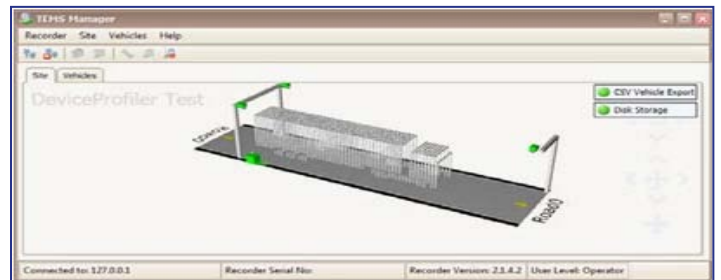 TEMS Manager
Recorder Site Vehicles Help
Site Vehicles
DeviceProfiler Test
CSV Vehicle Export
Disk Storage
Road0
Connected to: 127.0.0.1 Recorder Serial No: Recorder Version: 2.1.4.2 User Level: Operator